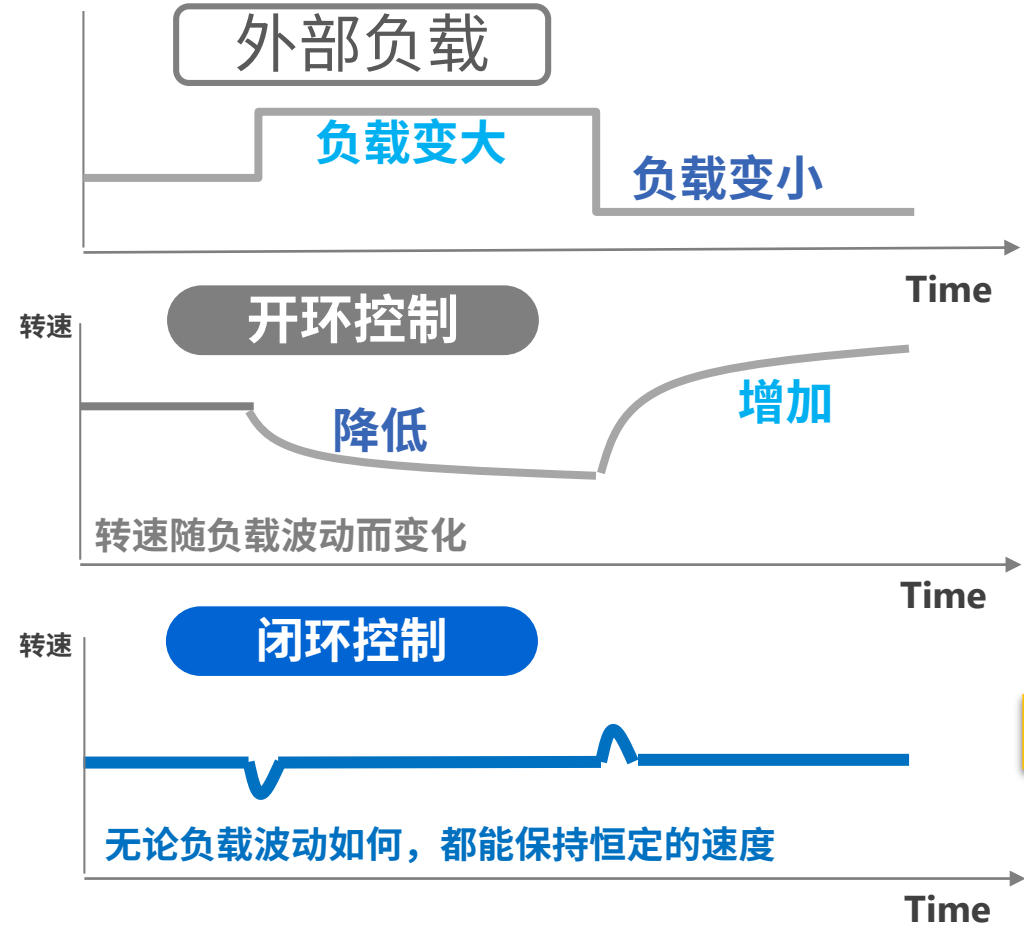 外部负载
负载变大
负载变小
Time
开环控制
转速
降低
增加
转速随负载波动而变化
Time
闭环控制
转速
无论负载波动如何，都能保持恒定的速度
Time